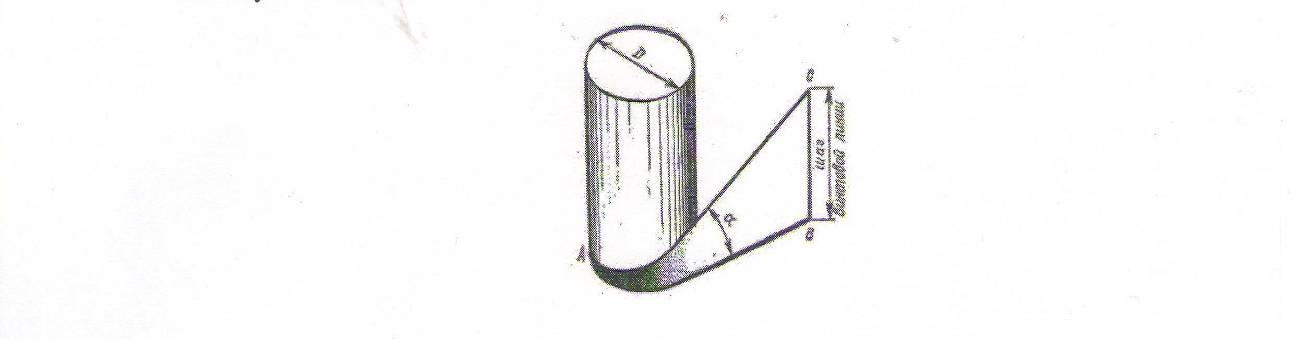 D
С
шаг
винтовой линии
α
А
В